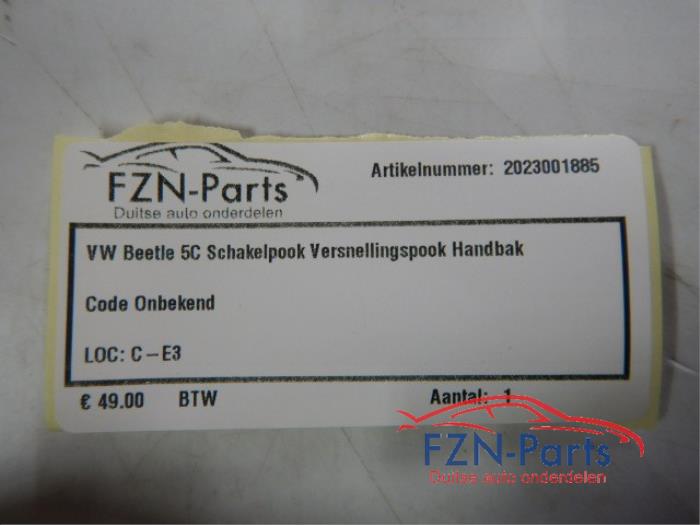 FZN-Parts
Duitse auto onderdelen
Artikelnummer: 2023001885
VW Beetle 5C Schakelpook Versnellingspook Handbak
Code Onbekend
LOC: C-E3
€ 49.00 BTW Aantal: 1
FZN-Parts
Duitse auto onderdelen